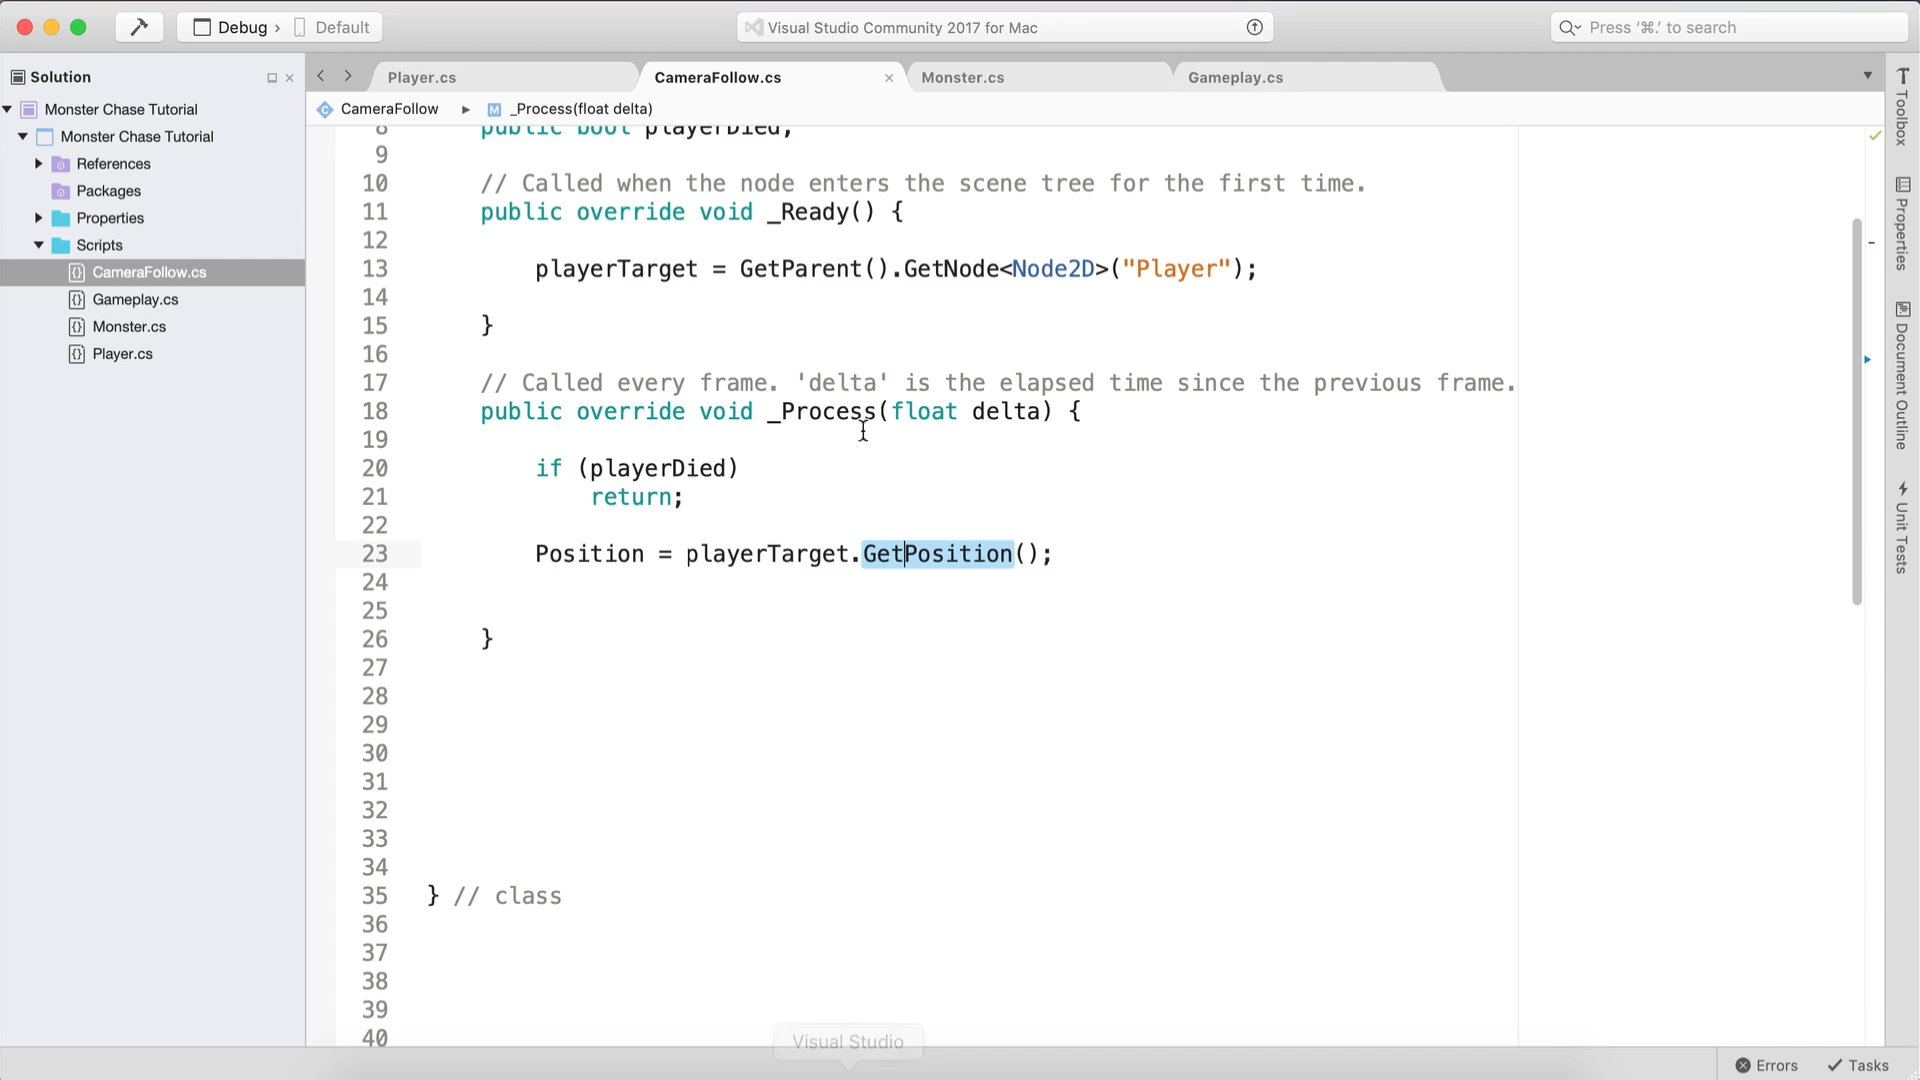 Debug › Default
Visual Studio Community 2017 for Mac
Press ‘⌘.’ to search
Solution
Monster Chase Tutorial
Monster Chase Tutorial
References
Packages
Properties
Scripts
CameraFollow.cs
Gameplay.cs
Monster.cs
Player.cs
Player.cs
CameraFollow.cs
Monster.cs
Gameplay.cs
CameraFollow
_Process(float delta)
8 public bool playerDied;
9
10 // Called when the node enters the scene tree for the first time.
11 public override void _Ready() {
12
13 playerTarget = GetParent().GetNode<Node2D>("Player");
14
15 }
16
17 // Called every frame. 'delta' is the elapsed time since the previous frame.
18 public override void _Process(float delta) {
19
20 if (playerDied)
21 return;
22
23 Position = playerTarget.GetPosition();
24
25
26 }
27
28
29
30
31
32
33
34
35 } // class
36
37
38
39
40
Toolbox
Properties
Document Outline
Unit Tests
Visual Studio
Errors
Tasks